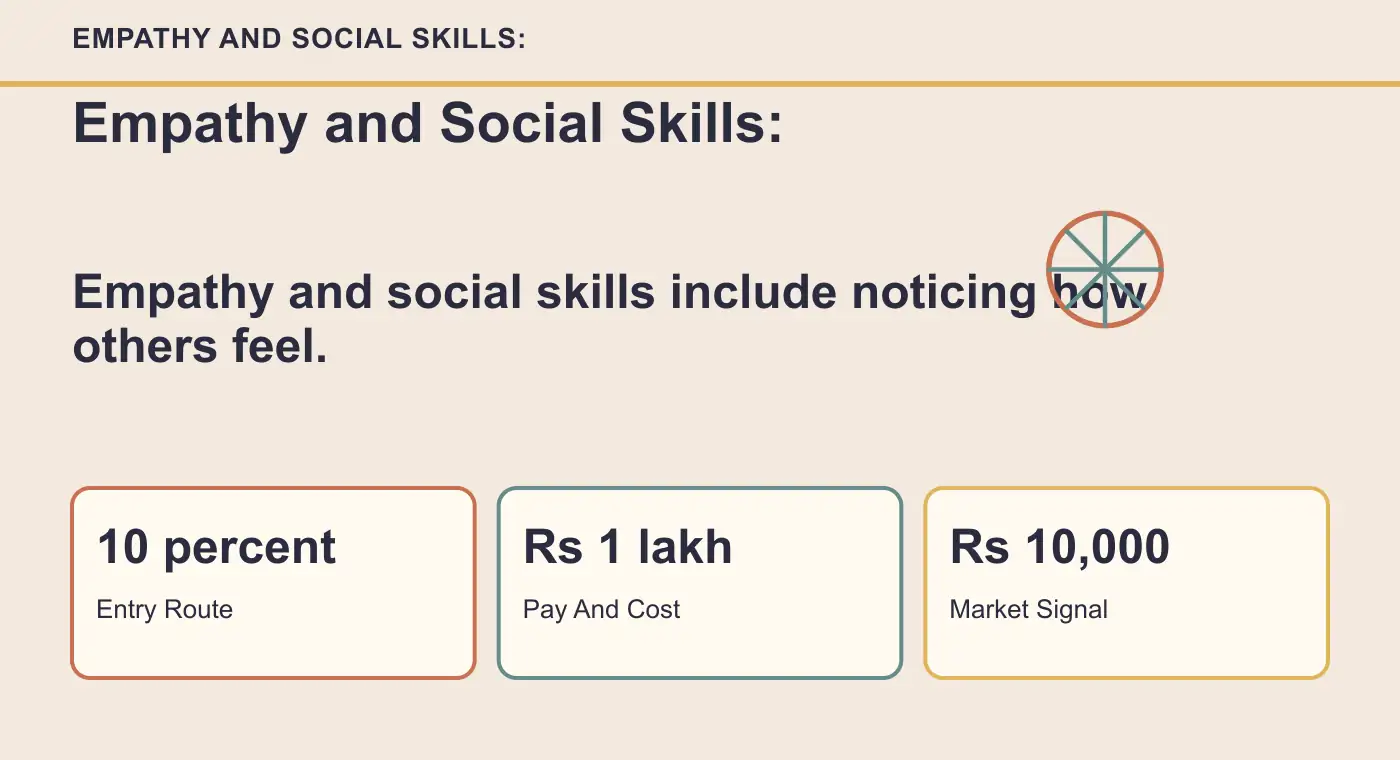 EMPATHY AND SOCIAL SKILLS:
Empathy and Social Skills:
Empathy and social skills include noticing how
others feel.
10 percent
Entry Route
Rs 1 lakh
Pay And Cost
Rs 10,000
Market Signal